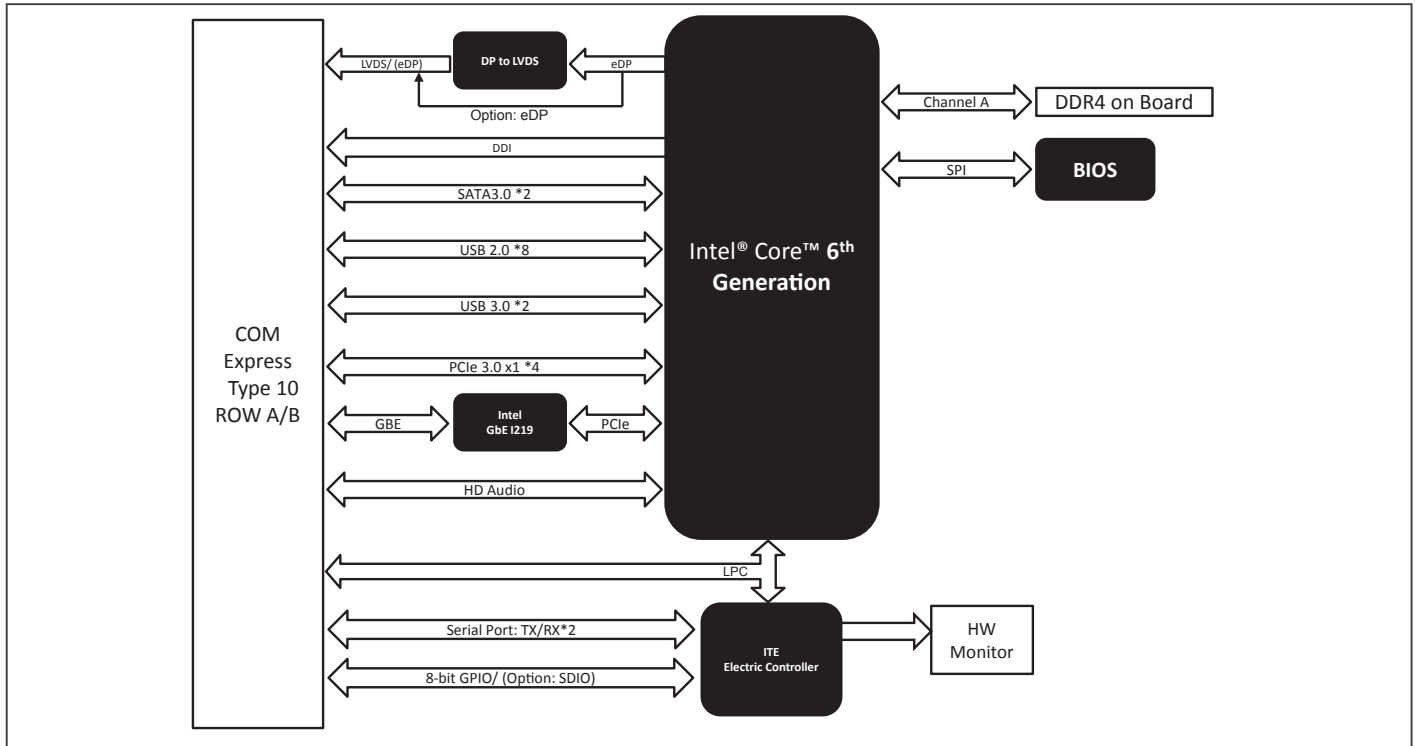 LVDS/ (eDP)
DP to LVDS
eDP
Option: eDP
DDI
SATA3.0 *2
USB 2.0 *8
USB 3.0 *2
PCIe 3.0 x1 *4
GBE
Intel
GbE I219
PCIe
HD Audio
LPC
Serial Port: TX/RX*2
8-bit GPIO/ (Option: SDIO)
COM
Express
Type 10
ROW A/B
Intel® Core™ 6th
Generation
Channel A
DDR4 on Board
SPI
BIOS
ITE
Electric Controller
HW
Monitor